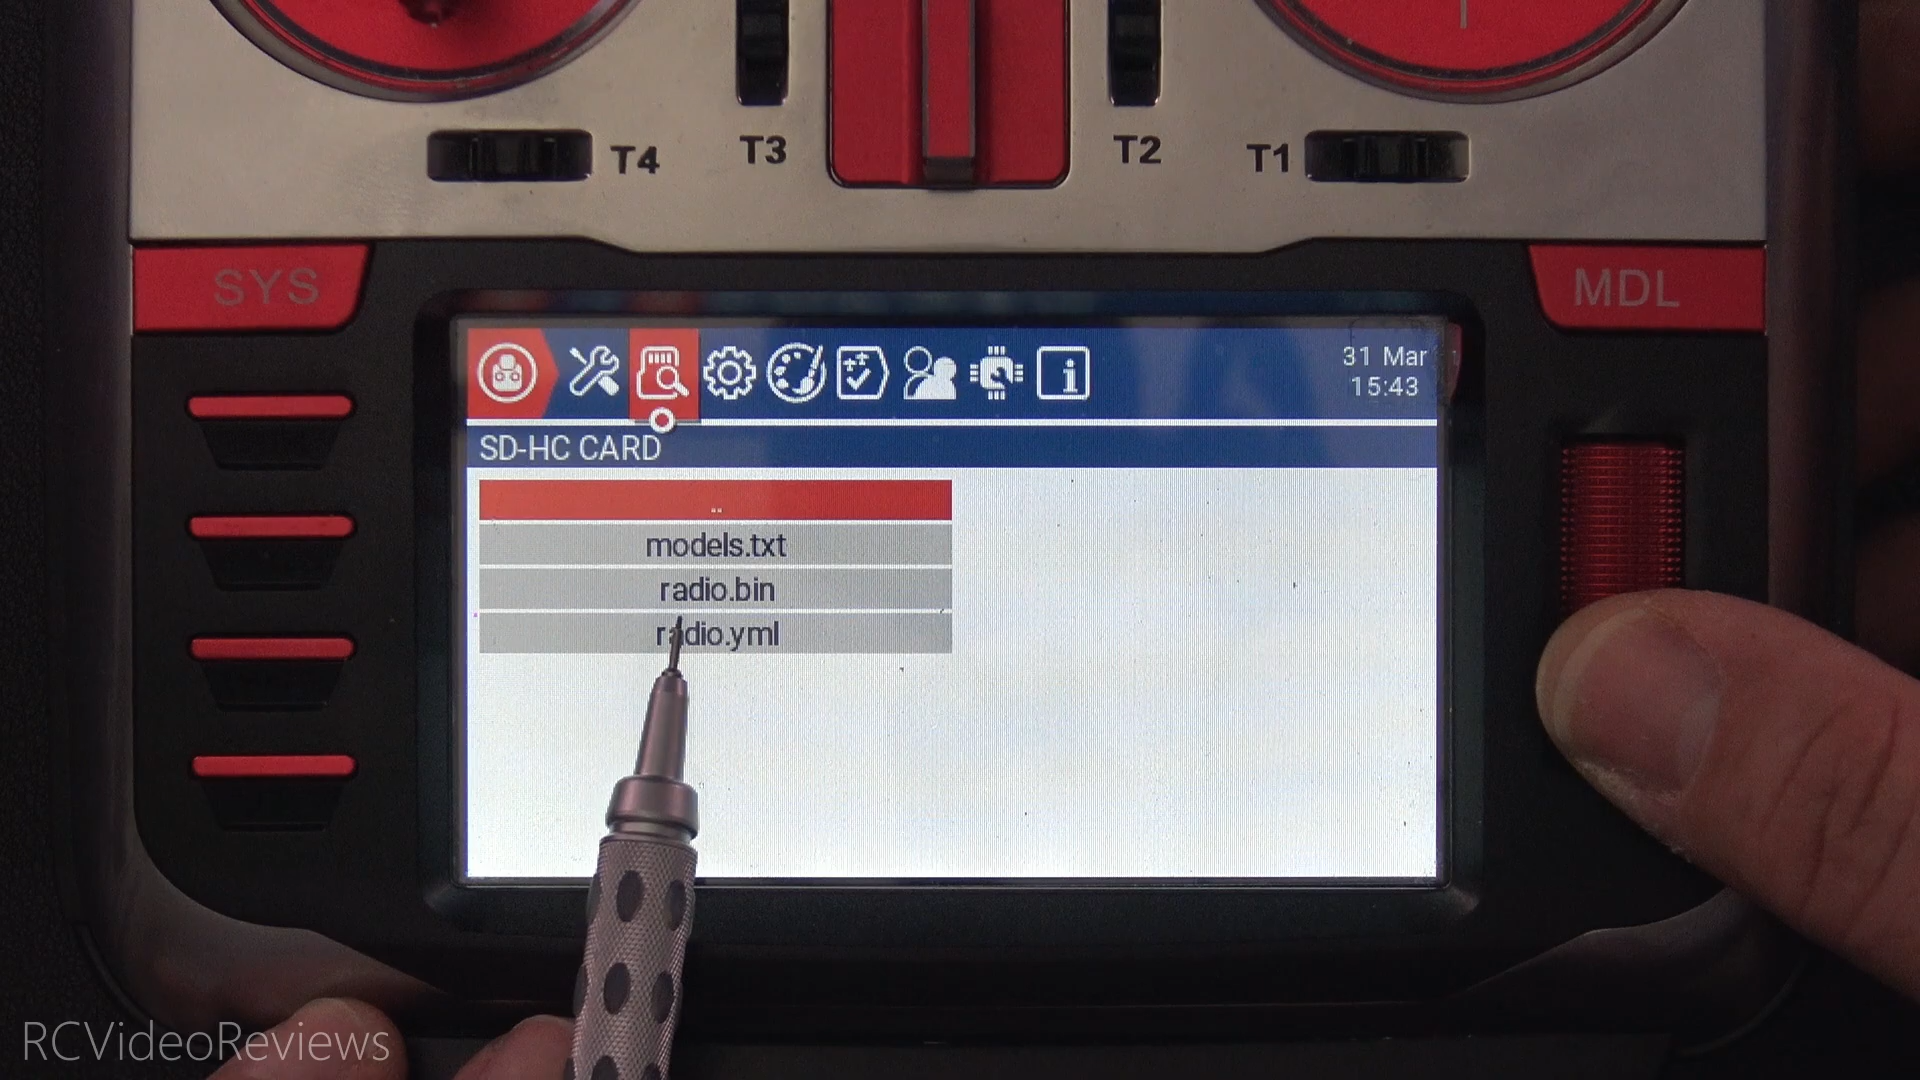 T4
T3
T2
T1
SYS
MDL
31 Mar
15:43
SD-HC CARD
..
models.txt
radio.bin
radio.yml
RCVideoReviews